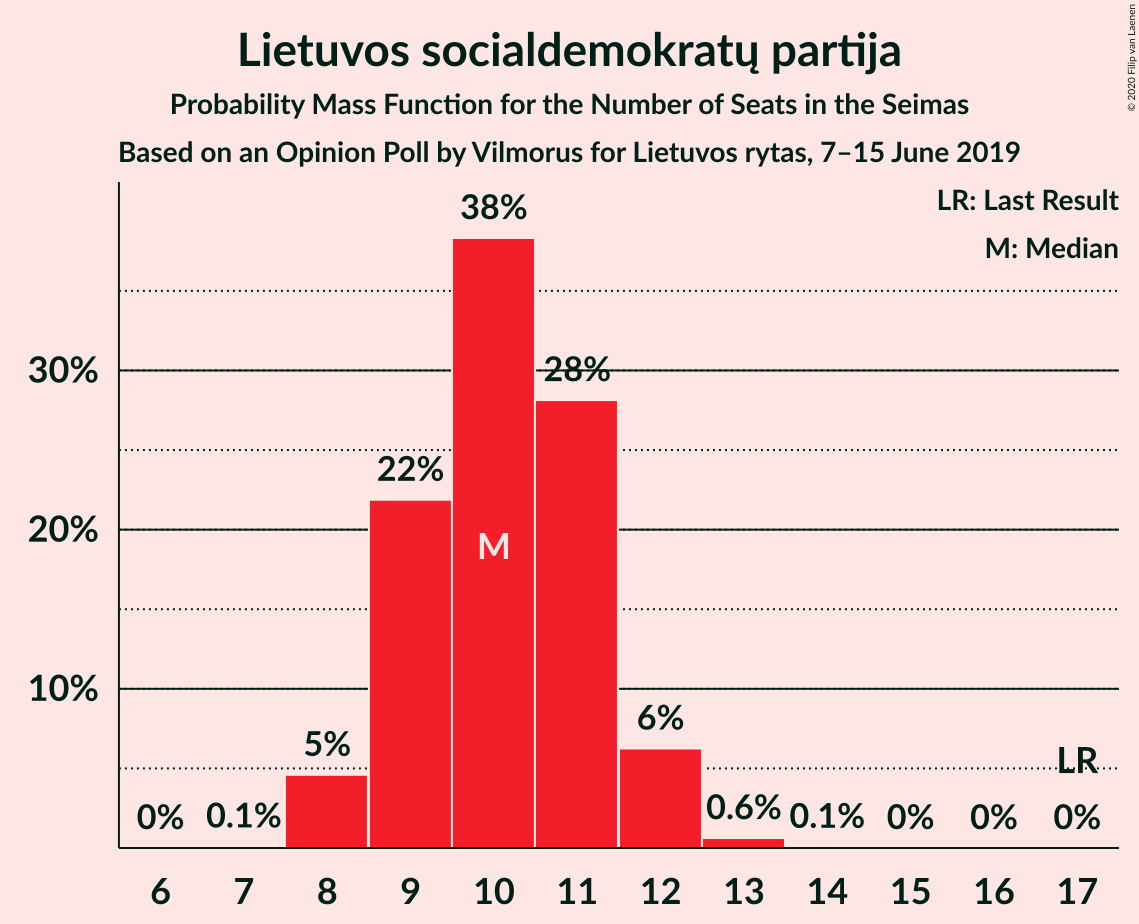 Lietuvos socialdemokratų partija
Probability Mass Function for the Number of Seats in the Seimas
Based on an Opinion Poll by Vilmorus for Lietuvos rytas, 7–15 June 2019
© 2020 Filip van Laenen
LR: Last Result
M: Median
38%
30%
28%
22%
20%
M
10%
6%
5%
LR
0%
0.1%
0.6%
0.1%
0%
0%
0%
6 7 8 9 10 11 12 13 14 15 16 17